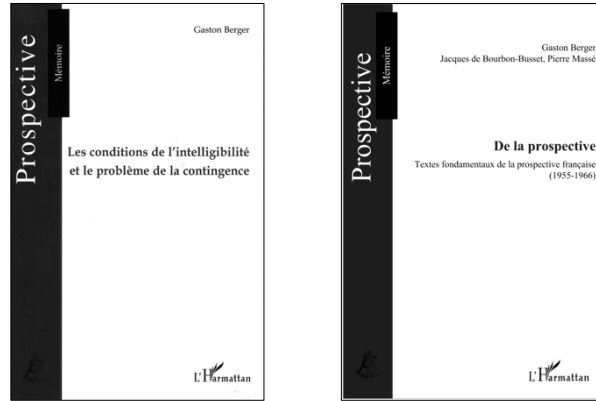 Prospective
Mémoire
Gaston Berger
Les conditions de l'intelligibilité
et le problème de la contingence
L'Harmattan
Prospective
Mémoire
Gaston Berger
Jacques de Bourbon-Busset, Pierre Massé
De la prospective
Textes fondamentaux de la prospective française
(1955-1966)
L'Harmattan